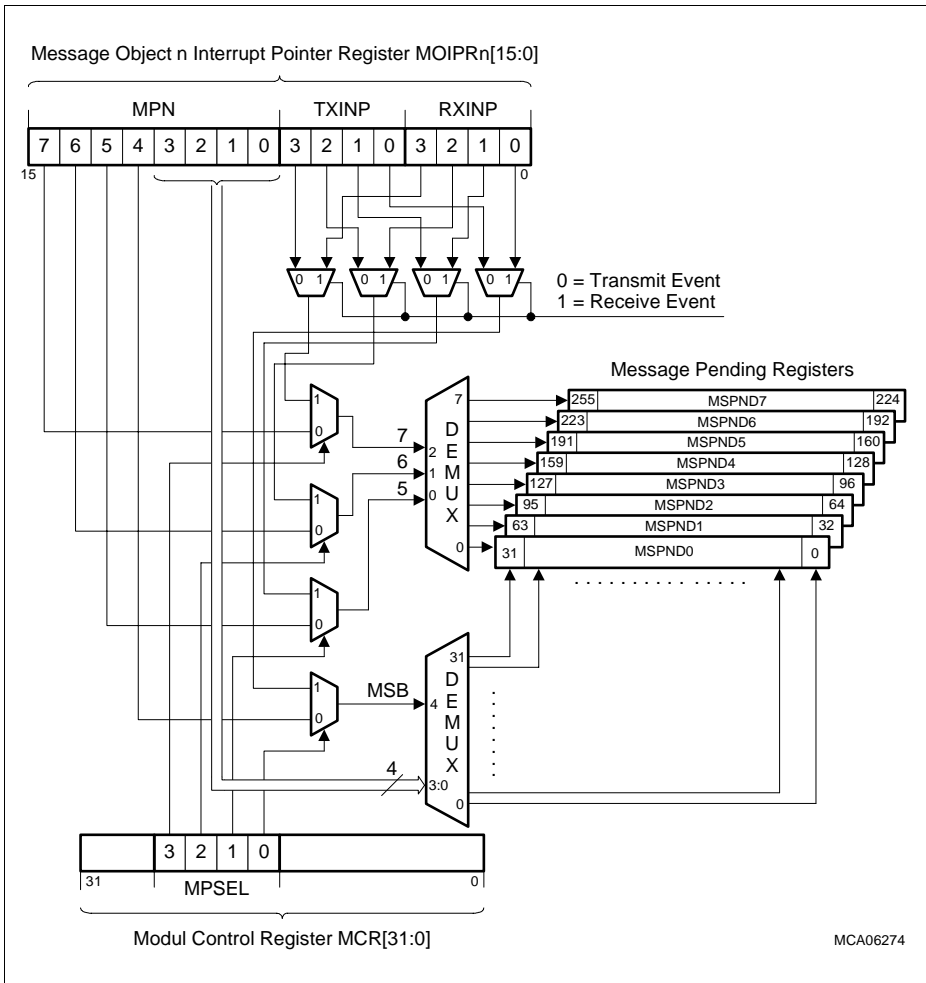 Message Object n Interrupt Pointer Register MOIPRn[15:0]
MPN TXINP RXINP
7 6 5 4 3 2 1 0 3 2 1 0 3 2 1 0
15 0
0 1 0 1 0 1 0 1
0 = Transmit Event
1 = Receive Event
Message Pending Registers
1
0
7
2
DEMUX
7
255 MSPND7 224
223 MSPND6 192
6
1
191 MSPND5 160
159 MSPND4 128
5
0
127 MSPND3 96
1
0
95 MSPND2 64
63 MSPND1 32
0
31 MSPND0 0
. . . . . . . . . . . . . . .
1
0
31
DEMUX
1
0
MSB
4
4
3:0
0
3 2 1 0
31 MPSEL 0
Modul Control Register MCR[31:0]
MCA06274